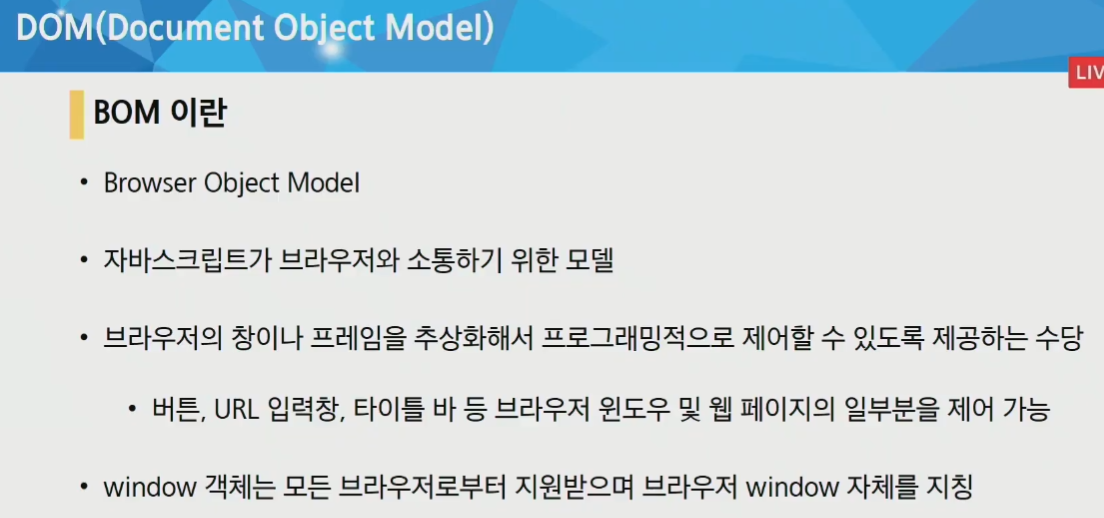 DOM(Document Object Model)
LIV
BOM 이란
• Browser Object Model
• 자바스크립트가 브라우저와 소통하기 위한 모델
• 브라우저의 창이나 프레임을 추상화해서 프로그래밍적으로 제어할 수 있도록 제공하는 수당
• 버튼, URL 입력창, 타이틀 바 등 브라우저 윈도우 및 웹 페이지의 일부분을 제어 가능
• window 객체는 모든 브라우저로부터 지원받으며 브라우저 window 자체를 지칭